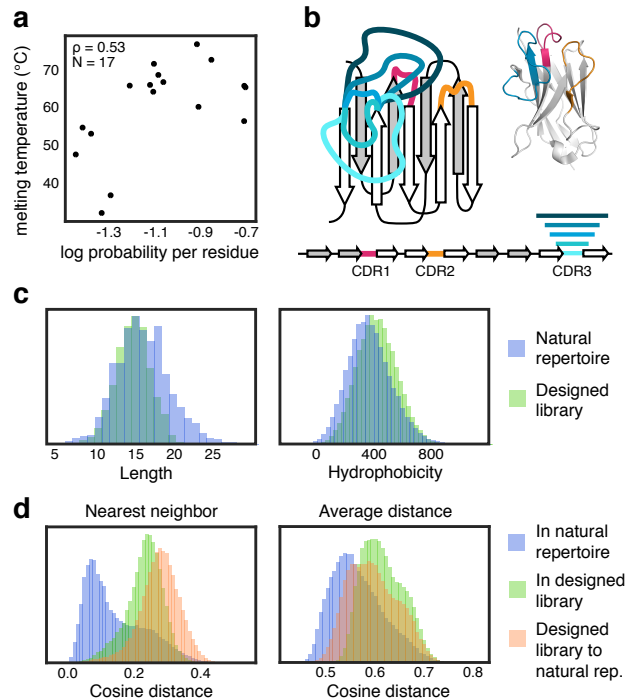 a
ρ = 0.53
N = 17
melting temperature (°C)
70
60
50
40
-1.3
-1.1
-0.9
-0.7
log probability per residue
b
CDR1
CDR2
CDR3
c
5
10
15
20
25
Length
0
400
800
Hydrophobicity
Natural
repertoire
Designed
library
d
Nearest neighbor
0.0
0.2
0.4
Cosine distance
Average distance
0.5
0.6
0.7
0.8
Cosine distance
In natural
repertoire
In designed
library
Designed
library to
natural rep.